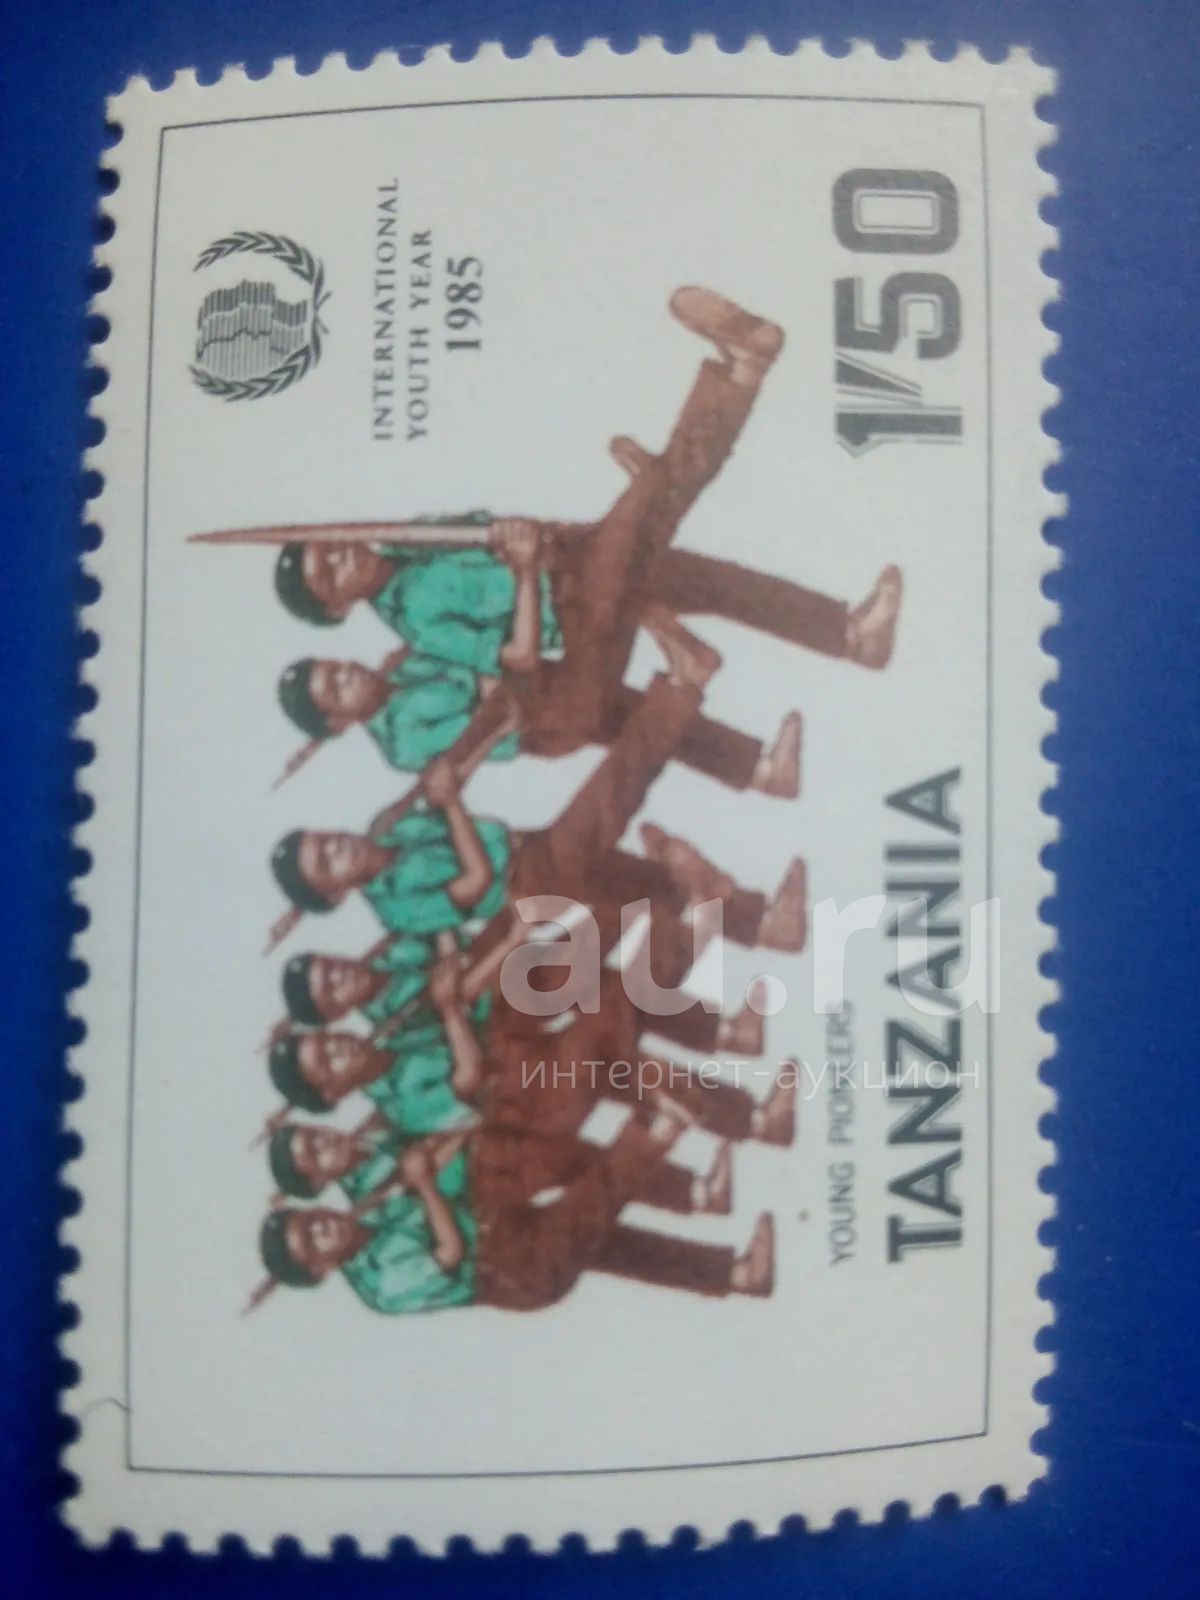 INTERNATIONAL
YOUTH YEAR
1985
1/50
YOUNG PIONEERS
TANZANIA
au.ru
интернет-аукцион